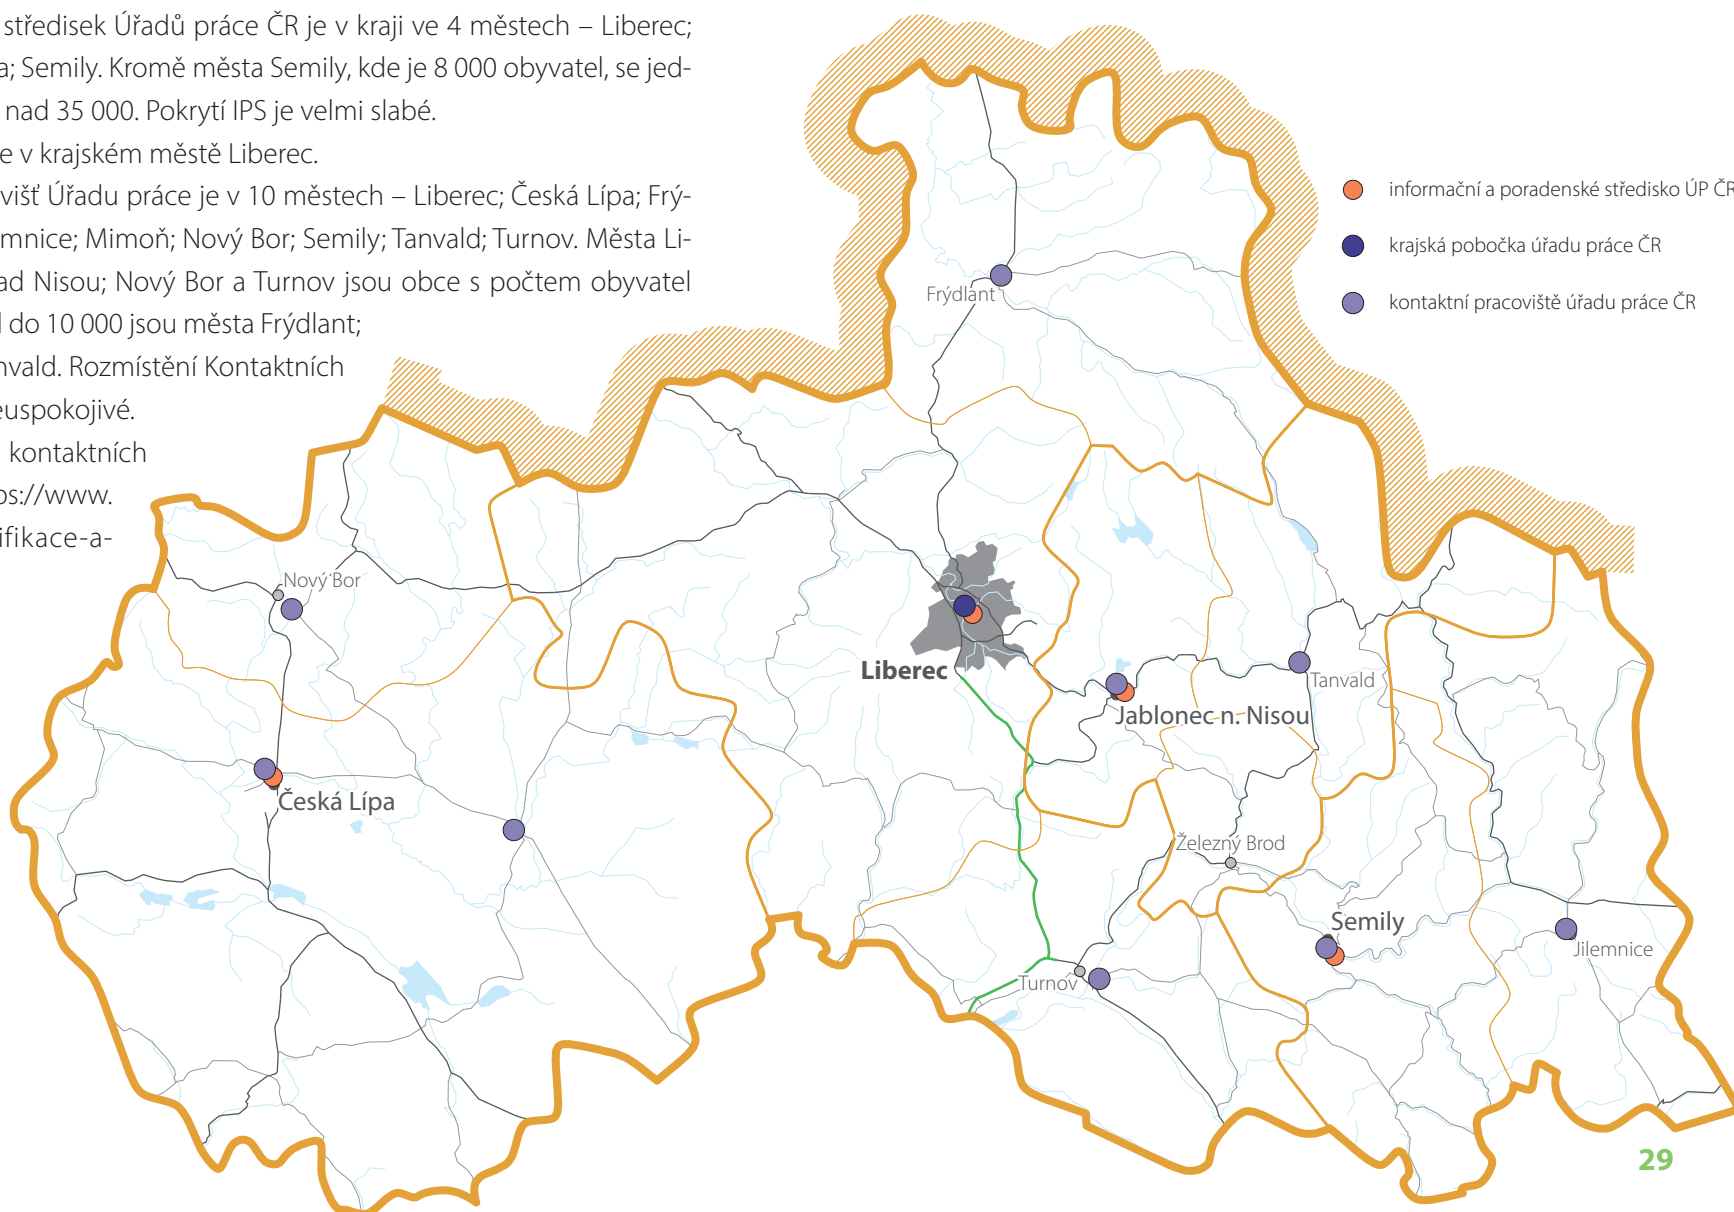 středisek Úřadů práce ČR je v kraji ve 4 městech – Liberec;
a; Semily. Kromě města Semily, kde je 8 000 obyvatel, se jed-
nad 35 000. Pokrytí IPS je velmi slabé.
e v krajském městě Liberec.
višť Úřadu práce je v 10 městech – Liberec; Česká Lípa; Frý-
mnice; Mimoň; Nový Bor; Semily; Tanvald; Turnov. Města Li-
ad Nisou; Nový Bor a Turnov jsou obce s počtem obyvatel
l do 10 000 jsou města Frýdlant;
nvald. Rozmístění Kontaktních
euspokojivé.
kontaktních
os://www.
ifikace-a-
informační a poradenské středisko ÚP ČR
krajská pobočka úřadu práce ČR
kontaktní pracoviště úřadu práce ČR
Frýdlant
Nový Bor
Liberec
Tanvald
Jablonec n. Nisou
Česká Lípa
Železný Brod
Semily
Jilemnice
Turnov
29